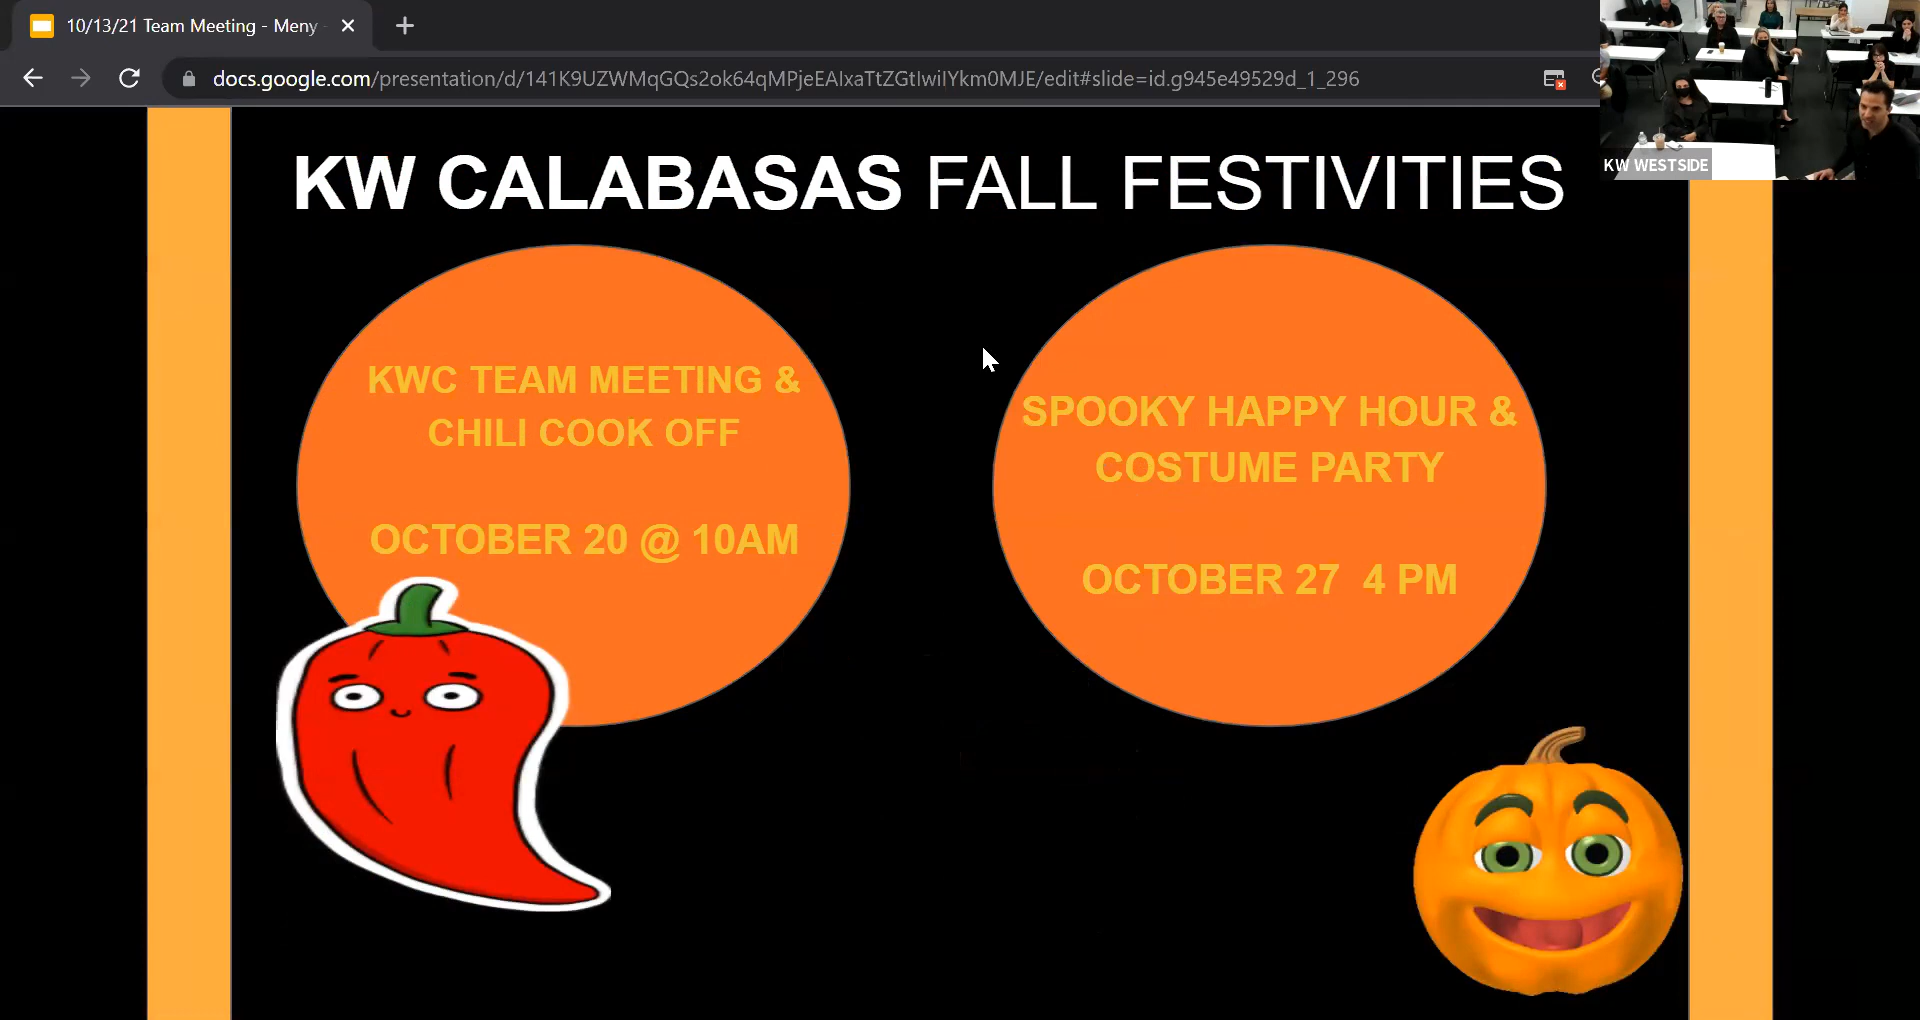 10/13/21 Team Meeting - Meny
docs.google.com/presentation/d/141K9UZWMqGQs2ok64qMPjeEAIxaTtZGtIwiIYkm0MJE/edit#slide=id.g945e49529d_1_296
KW WESTSIDE
KW CALABASAS FALL FESTIVITIES
KWC TEAM MEETING &
CHILI COOK OFF
OCTOBER 20 @ 10AM
SPOOKY HAPPY HOUR &
COSTUME PARTY
OCTOBER 27 4 PM